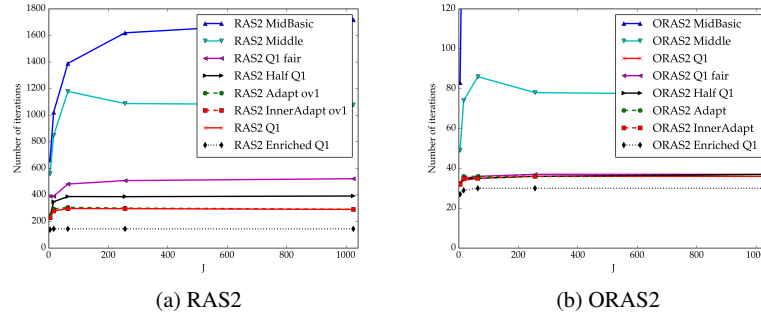 1800
1600
1400
1200
1000
800
600
400
200
0
0 200 400 600 800 1000
J
Number of iterations
RAS2 MidBasic
RAS2 Middle
RAS2 Q1 fair
RAS2 Half Q1
RAS2 Adapt ov1
RAS2 InnerAdapt ov1
RAS2 Q1
RAS2 Enriched Q1
(a) RAS2
120
100
80
60
40
20
0
0 200 400 600 800 1000
J
Number of iterations
ORAS2 MidBasic
ORAS2 Middle
ORAS2 Q1
ORAS2 Q1 fair
ORAS2 Half Q1
ORAS2 Adapt
ORAS2 InnerAdapt
ORAS2 Enriched Q1
(b) ORAS2